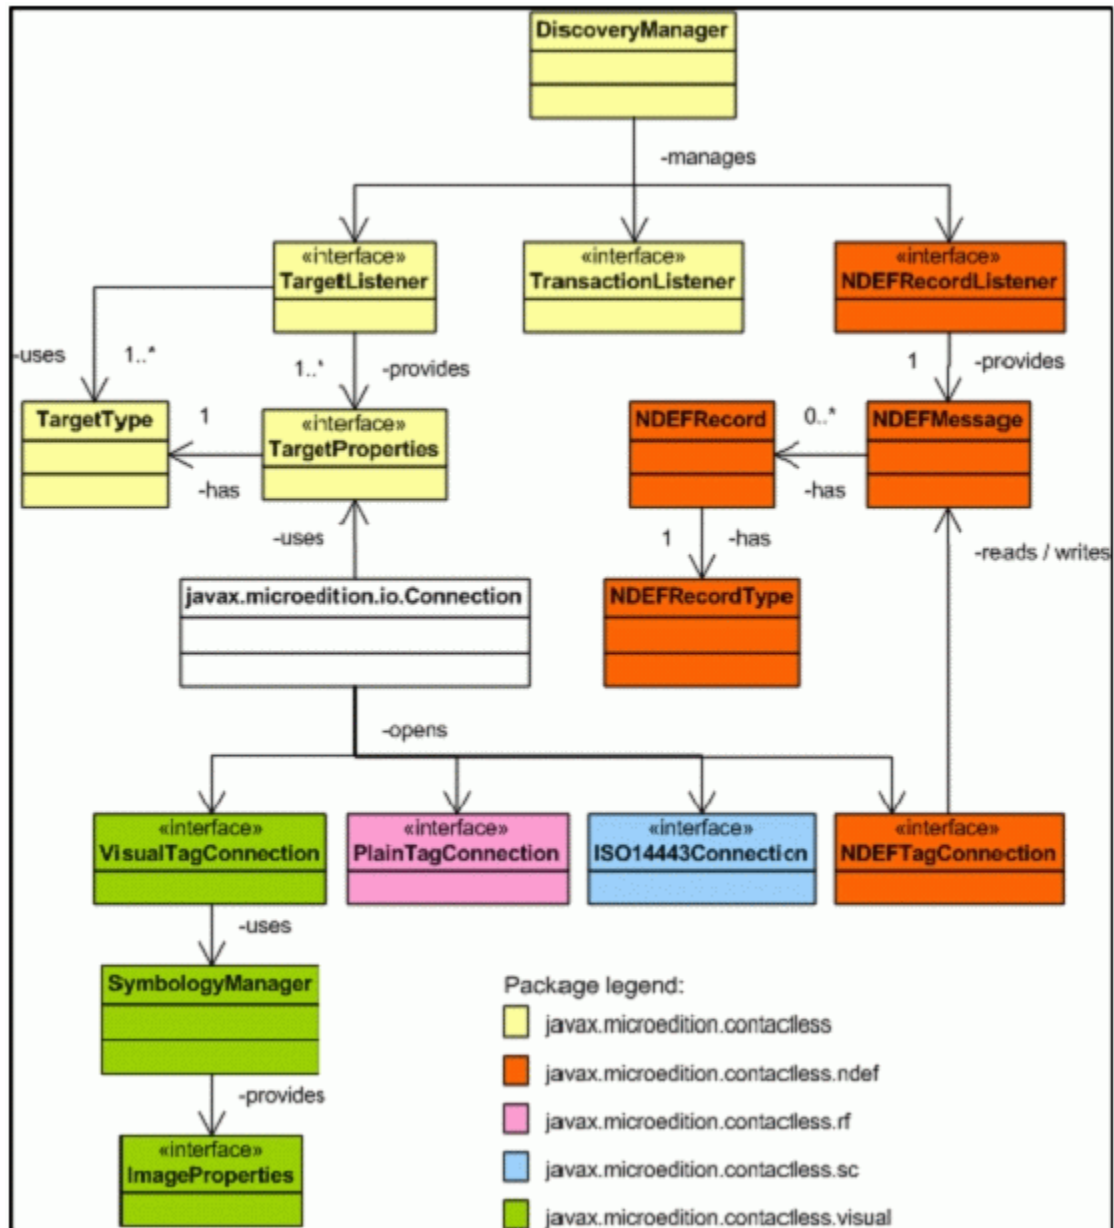 DiscoveryManager
-manages
«interface»
TargetListener
«interface»
TransactionListener
«interface»
NDEFRecordListener
-uses
1..*
1..*
-provides
1
-provides
TargetType
1
-has
«interface»
TargetProperties
NDEFRecord
0..*
-has
NDEFMessage
-uses
1
-has
-reads / writes
javax.microedition.io.Connection
NDEFRecordType
-opens
«interface»
VisualTagConnection
«interface»
PlainTagConnection
«interface»
ISO14443Connection
«interface»
NDEFTagConnection
-uses
SymbologyManager
-provides
«interface»
ImageProperties
Package legend:
javax.microedition.contactless
javax.microedition.contactless.ndef
javax.microedition.contactless.rf
javax.microedition.contactless.sc
javax.microedition.contactless.visual